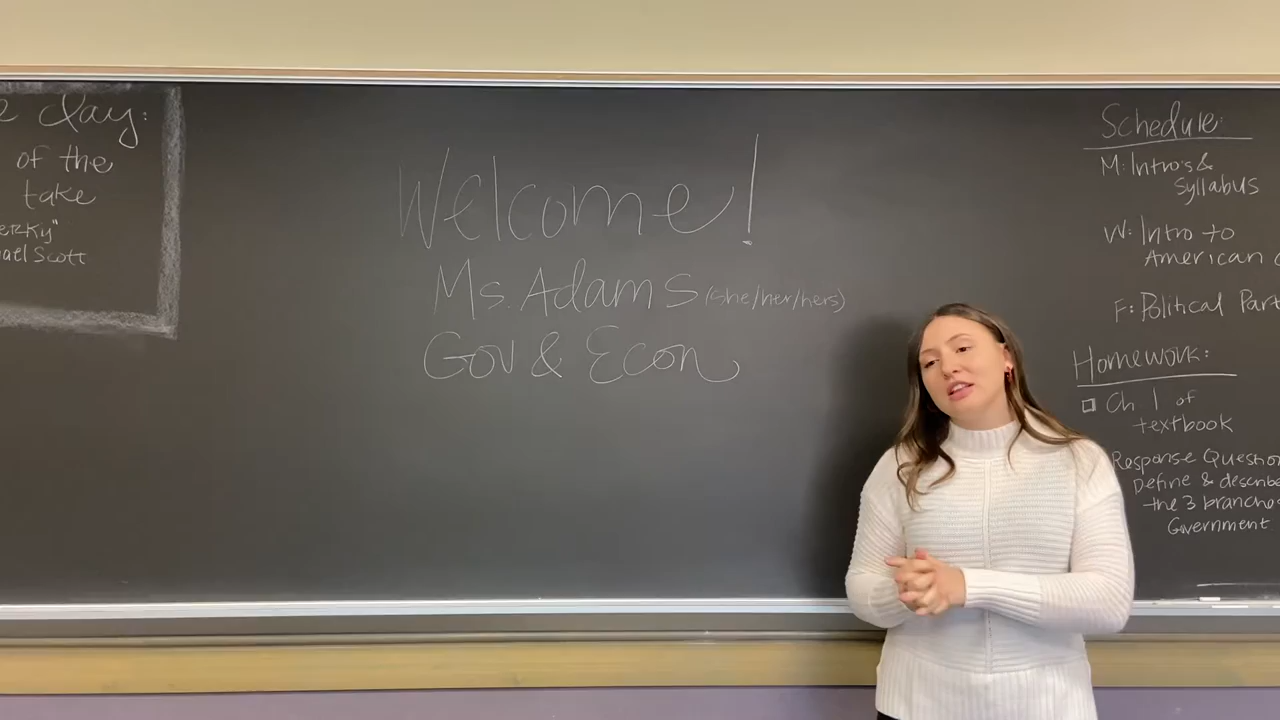 e day:
of the
take
erky"
ael Scott
Welcome!
Ms. Adams (she/her/hers)
Gov & Econ
Schedule:
M: Intro's &
Syllabus
W: Intro to
American
F: Political Part
Homework:
Ch 1 of
textbook
Response Question
Define & describe
the 3 branches
Government